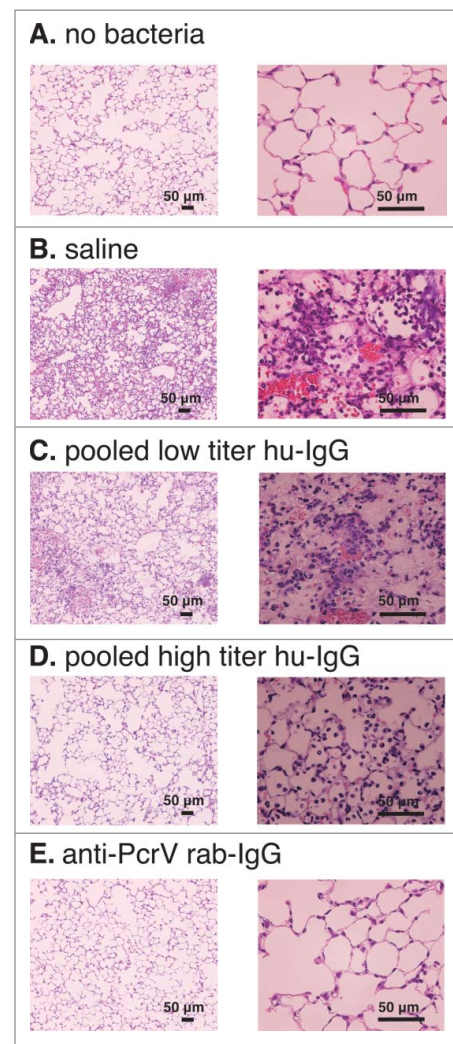 A. no bacteria
50 µm
50 µm
B. saline
50 µm
50 µm
C. pooled low titer hu-IgG
50 µm
50 µm
D. pooled high titer hu-IgG
50 µm
50 µm
E. anti-PcrV rab-IgG
50 µm
50 µm